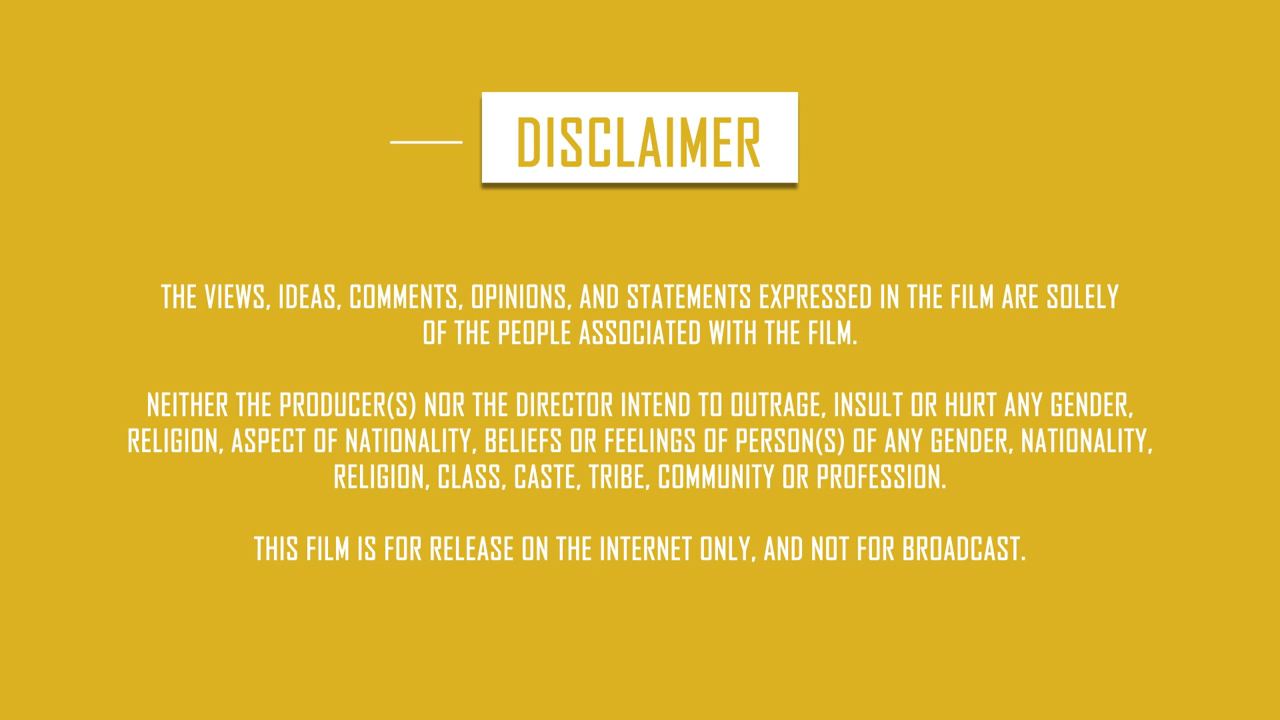 DISCLAIMER
THE VIEWS, IDEAS, COMMENTS, OPINIONS, AND STATEMENTS EXPRESSED IN THE FILM ARE SOLELY
OF THE PEOPLE ASSOCIATED WITH THE FILM.
NEITHER THE PRODUCER(S) NOR THE DIRECTOR INTEND TO OUTRAGE, INSULT OR HURT ANY GENDER,
RELIGION, ASPECT OF NATIONALITY, BELIEFS OR FEELINGS OF PERSON(S) OF ANY GENDER, NATIONALITY,
RELIGION, CLASS, CASTE, TRIBE, COMMUNITY OR PROFESSION.
THIS FILM IS FOR RELEASE ON THE INTERNET ONLY, AND NOT FOR BROADCAST.